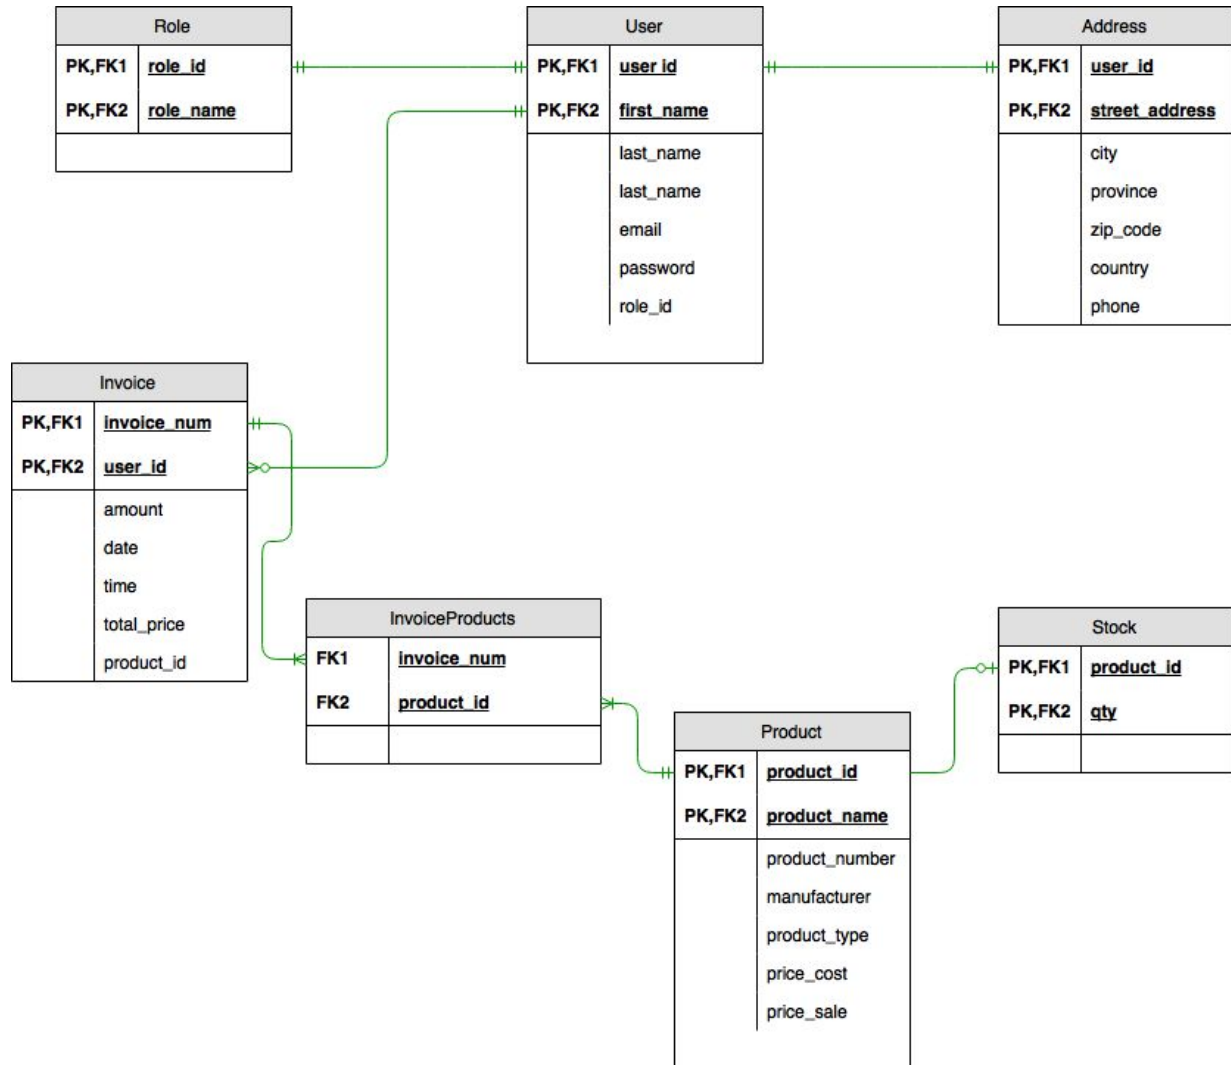 Role
PK,FK1 role_id
PK,FK2 role_name
User
PK,FK1 user id
PK,FK2 first_name
last_name
last_name
email
password
role_id
Address
PK,FK1 user_id
PK,FK2 street_address
city
province
zip_code
country
phone
Invoice
PK,FK1 invoice_num
PK,FK2 user_id
amount
date
time
total_price
product_id
InvoiceProducts
FK1 invoice_num
FK2 product_id
Product
PK,FK1 product_id
PK,FK2 product_name
product_number
manufacturer
product_type
price_cost
price_sale
Stock
PK,FK1 product_id
PK,FK2 qty